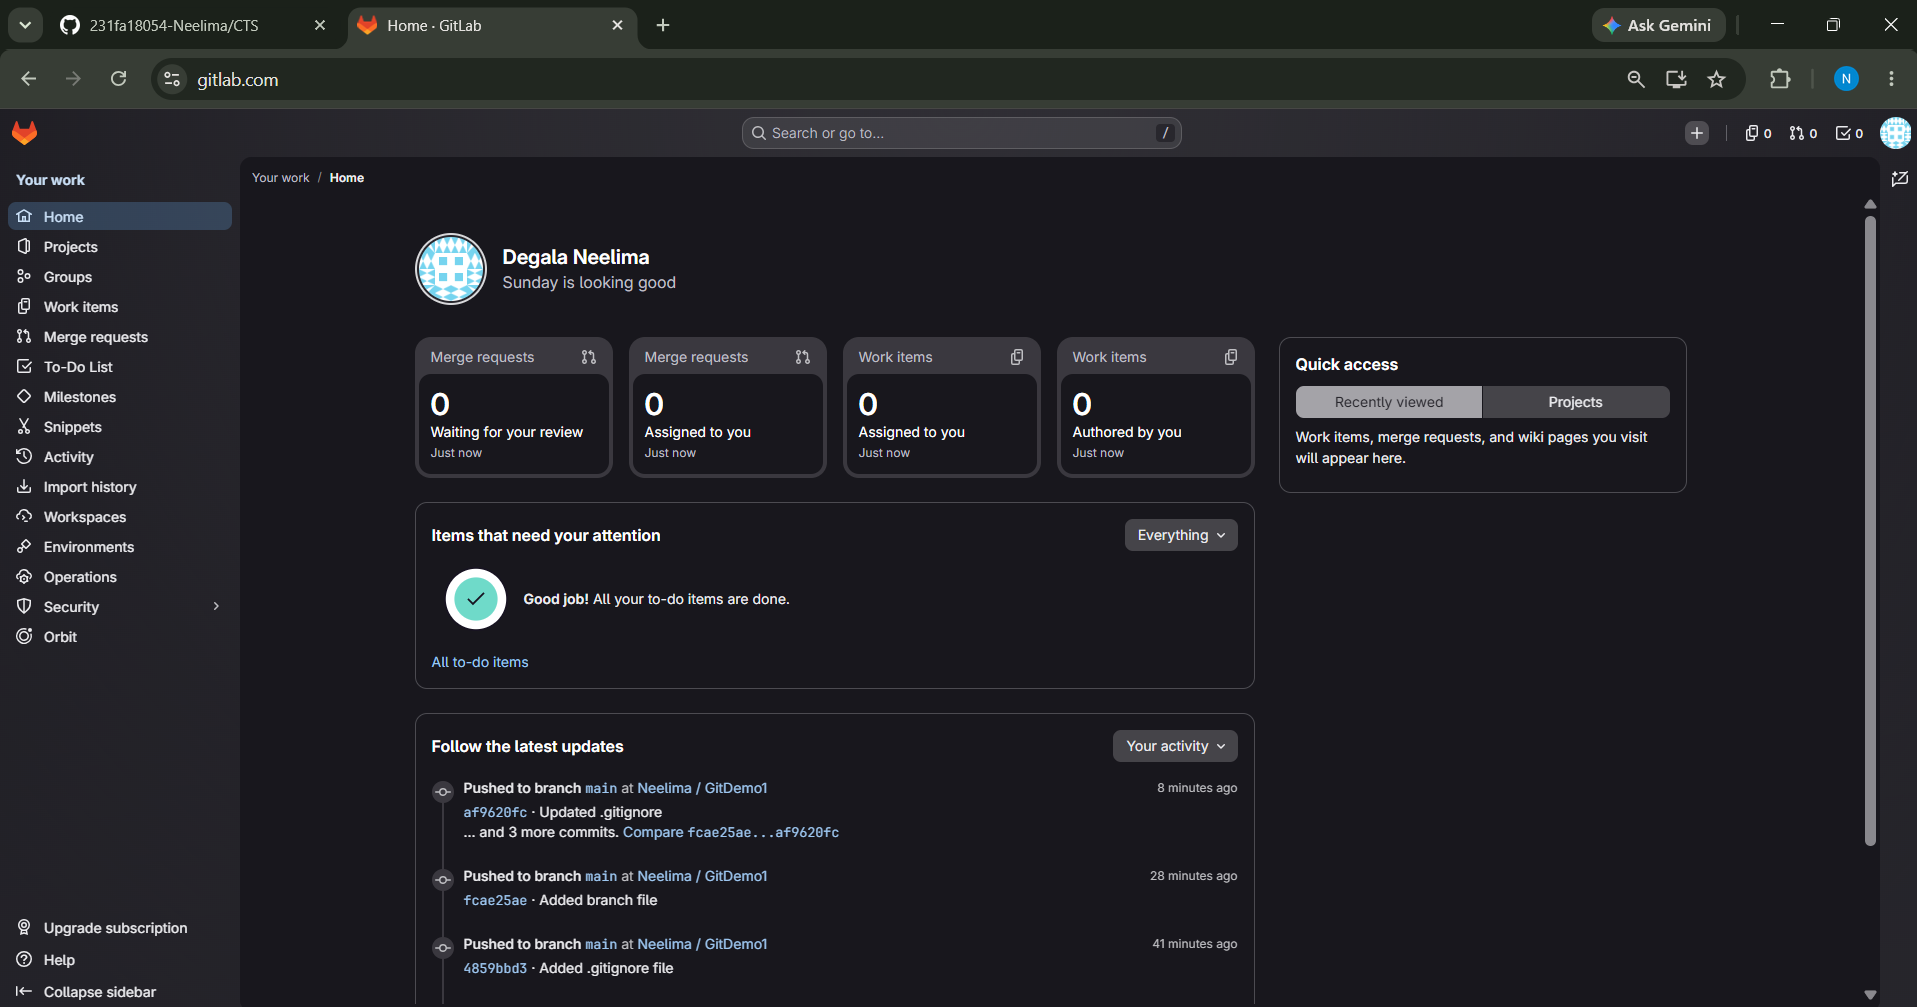 231fa18054-Neelima/CTS
Home · GitLab
Ask Gemini
gitlab.com
N
Search or go to...
/
0
0
0
Your work
Home
Projects
Groups
Work items
Merge requests
To-Do List
Milestones
Snippets
Activity
Import history
Workspaces
Environments
Operations
Security
Orbit
Upgrade subscription
Help
Collapse sidebar
Your work / Home
Degala Neelima
Sunday is looking good
Merge requests
0
Waiting for your review
Just now
Merge requests
0
Assigned to you
Just now
Work items
0
Assigned to you
Just now
Work items
0
Authored by you
Just now
Quick access
Recently viewed
Projects
Work items, merge requests, and wiki pages you visit
will appear here.
Items that need your attention
Everything
Good job! All your to-do items are done.
All to-do items
Follow the latest updates
Your activity
Pushed to branch main at Neelima / GitDemo1
8 minutes ago
af9620fc · Updated .gitignore
... and 3 more commits. Compare fcae25ae...af9620fc
Pushed to branch main at Neelima / GitDemo1
28 minutes ago
fcae25ae · Added branch file
Pushed to branch main at Neelima / GitDemo1
41 minutes ago
4859bbd3 · Added .gitignore file